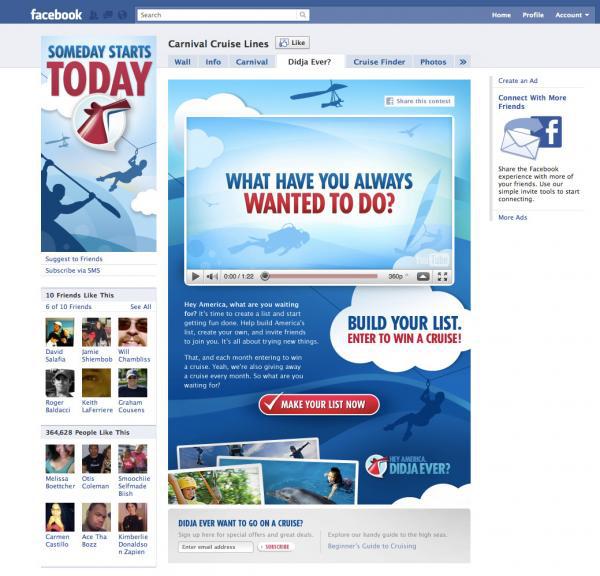 facebook
Search
Home Profile Account
SOMEDAY STARTS
TODAY
Suggest to Friends
Subscribe via SMS
10 Friends Like This
6 of 10 Friends See All
David Salafia
Jamie Shiembob
Will Chambliss
Roger Baldacci
Keith LaFerriere
Graham Cousens
364,628 People Like This
Melissa Boettcher
Otis Coleman
Smoochile Selfmade Biish
Carmen Castillo
Ace Tha Bozz
Kimberlie Donaldson Zapien
Carnival Cruise Lines Like
Wall Info Carnival Didja Ever? Cruise Finder Photos »
Share this contest
WHAT HAVE YOU ALWAYS
WANTED TO DO?
YouTube
0:00 / 1:22 360p
Hey America, what are you waiting
for? It's time to create a list and start
getting fun done. Help build America's
list, create your own, and invite friends
to join you. It's all about trying new things.
That, and each month entering to win
a cruise. Yeah, we're also giving away
a cruise every month. So what are you
waiting for?
BUILD YOUR LIST.
ENTER TO WIN A CRUISE!
MAKE YOUR LIST NOW
HEY AMERICA,
DIDJA EVER?
DIDJA EVER WANT TO GO ON A CRUISE?
Sign up here for special offers and great deals.
Enter email address SUBSCRIBE
Explore our handy guide to the high seas.
Beginner's Guide to Cruising
Create an Ad
Connect With More
Friends
Share the Facebook
experience with more of
your friends. Use our
simple invite tools to start
connecting.
More Ads